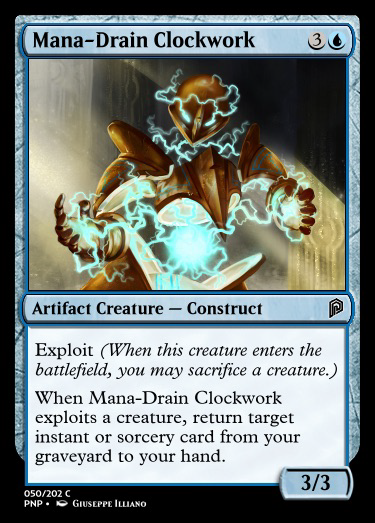 Mana-Drain Clockwork 3
Artifact Creature — Construct
Exploit (When this creature enters the
battlefield, you may sacrifice a creature.)
When Mana-Drain Clockwork
exploits a creature, return target
instant or sorcery card from your
graveyard to your hand.
3/3
050/202 C
PNP • Giuseppe Illiano